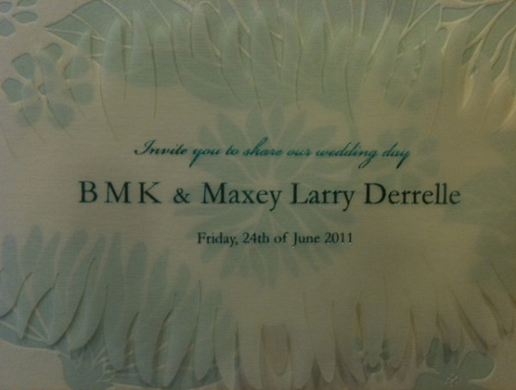 Invite you to share our wedding day
BMK & Maxey Larry Derrelle
Friday, 24th of June 2011